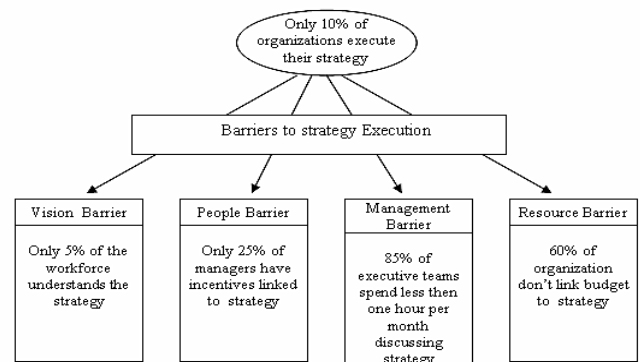 Only 10% of
organizations execute
their strategy
Barriers to strategy Execution
Vision Barrier
Only 5% of the
workforce
understands the
strategy
People Barrier
Only 25% of
managers have
incentives linked
to strategy
Management
Barrier
85% of
executive teams
spend less then
one hour per
month
discussing
strategy
Resource Barrier
60% of
organization
don't link budget
to strategy